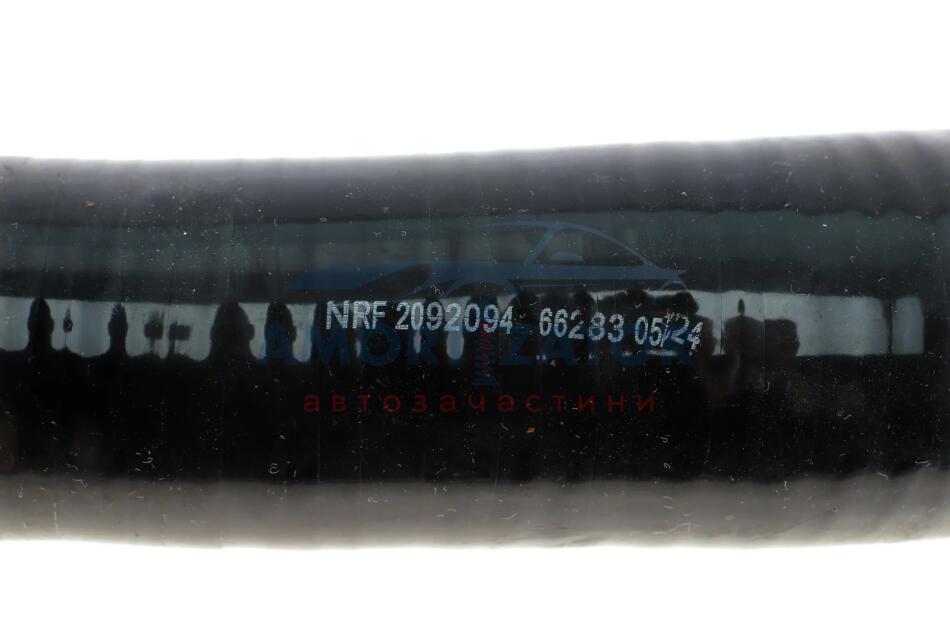 NRF 2092094 66283 05/24
AMORTIZATOR
автозачастини